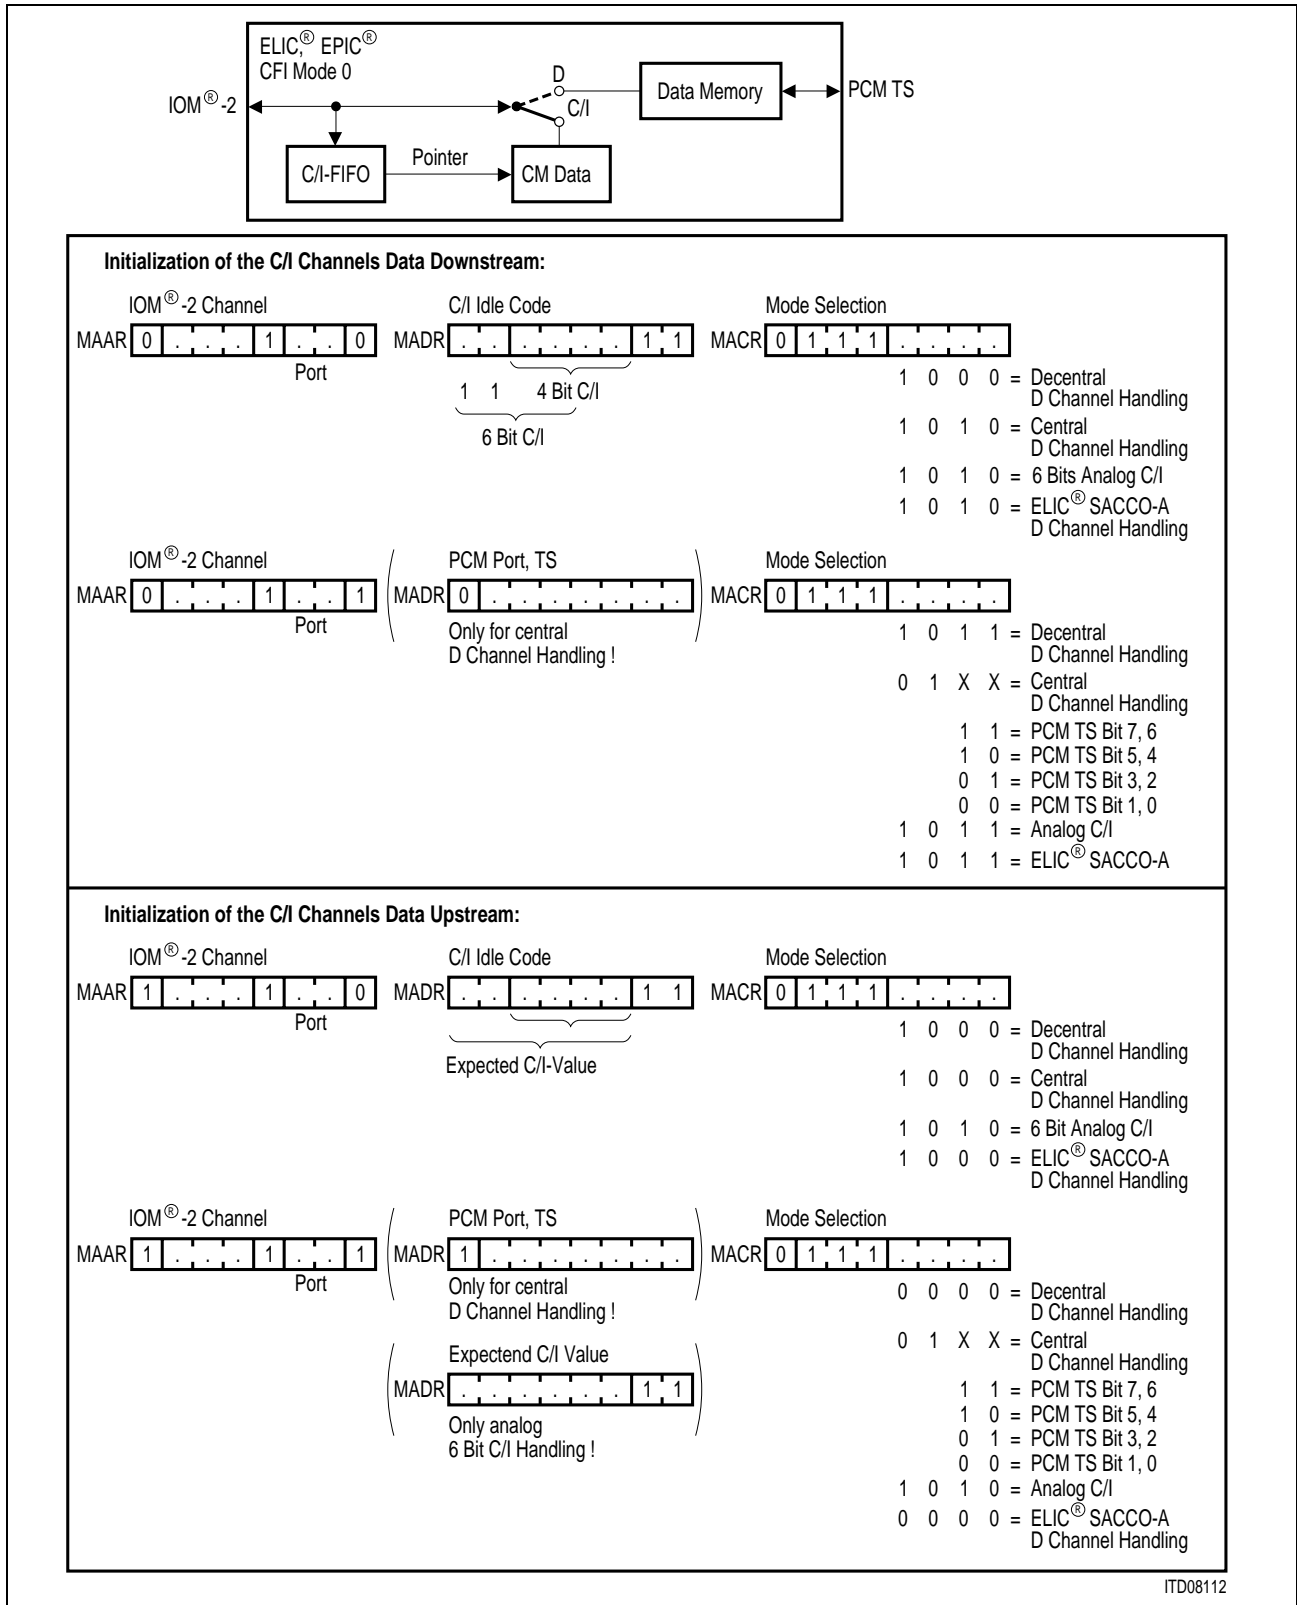 ELIC,® EPIC®
CFI Mode 0
IOM®-2
D
C/I
Data Memory
PCM TS
C/I-FIFO
Pointer
CM Data
Initialization of the C/I Channels Data Downstream:
IOM®-2 Channel C/I Idle Code Mode Selection
MAAR 0 . . . 1 . . 0 MADR . . . . . . 1 1 MACR 0 1 1 1 . . . .
Port
1 1 4 Bit C/I
6 Bit C/I
1 0 0 0 = Decentral
D Channel Handling
1 0 1 0 = Central
D Channel Handling
1 0 1 0 = 6 Bits Analog C/I
1 0 1 0 = ELIC® SACCO-A
D Channel Handling
IOM®-2 Channel PCM Port, TS Mode Selection
MAAR 0 . . . 1 . . 1 MADR 0 . . . . . . . MACR 0 1 1 1 . . . .
Port
Only for central
D Channel Handling !
1 0 1 1 = Decentral
D Channel Handling
0 1 X X = Central
D Channel Handling
1 1 = PCM TS Bit 7, 6
1 0 = PCM TS Bit 5, 4
0 1 = PCM TS Bit 3, 2
0 0 = PCM TS Bit 1, 0
1 0 1 1 = Analog C/I
1 0 1 1 = ELIC® SACCO-A
Initialization of the C/I Channels Data Upstream:
IOM®-2 Channel C/I Idle Code Mode Selection
MAAR 1 . . . 1 . . 0 MADR . . . . . . 1 1 MACR 0 1 1 1 . . . .
Port
Expected C/I-Value
1 0 0 0 = Decentral
D Channel Handling
1 0 0 0 = Central
D Channel Handling
1 0 1 0 = 6 Bit Analog C/I
1 0 0 0 = ELIC® SACCO-A
D Channel Handling
IOM®-2 Channel PCM Port, TS Mode Selection
MAAR 1 . . . 1 . . 1 MADR 1 . . . . . . . MACR 0 1 1 1 . . . .
Port
Only for central
D Channel Handling !
Expectend C/I Value
MADR . . . . . . 1 1
Only analog
6 Bit C/I Handling !
0 0 0 0 = Decentral
D Channel Handling
0 1 X X = Central
D Channel Handling
1 1 = PCM TS Bit 7, 6
1 0 = PCM TS Bit 5, 4
0 1 = PCM TS Bit 3, 2
0 0 = PCM TS Bit 1, 0
1 0 1 0 = Analog C/I
0 0 0 0 = ELIC® SACCO-A
D Channel Handling
ITD08112